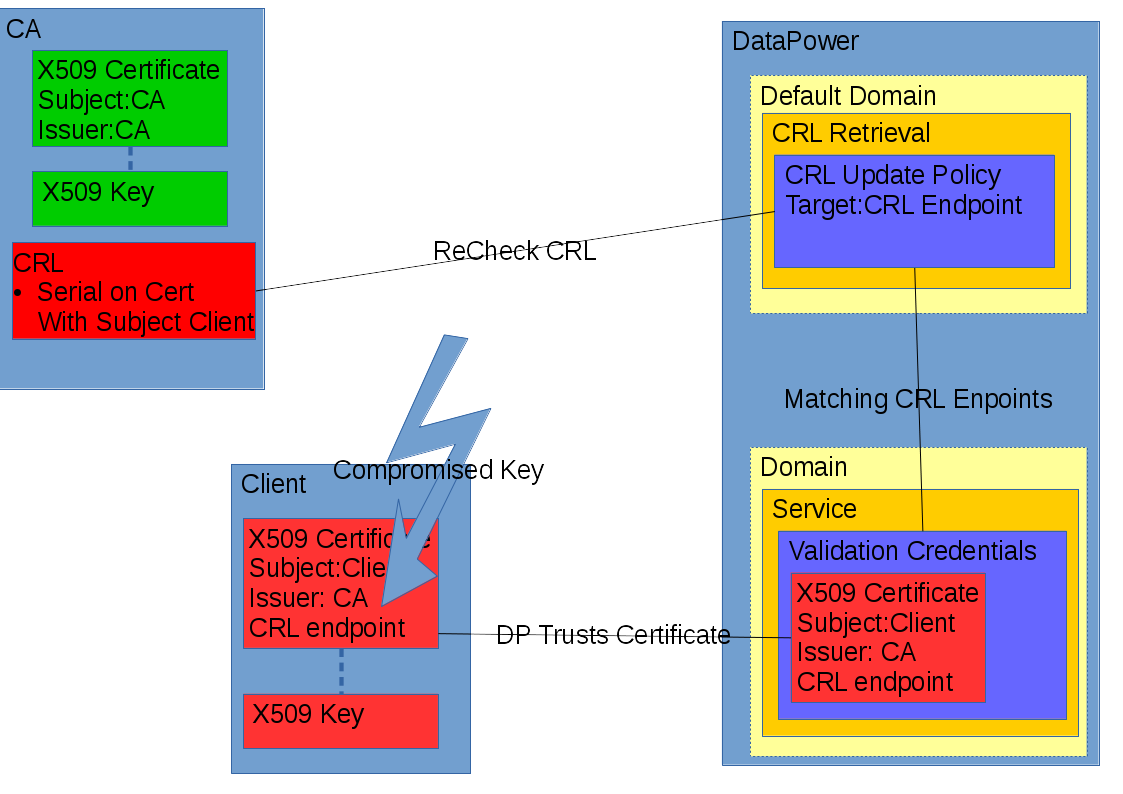 CA
X509 Certificate
Subject:CA
Issuer:CA
X509 Key
CRL
• Serial on Cert
With Subject Client
ReCheck CRL
DataPower
Default Domain
CRL Retrieval
CRL Update Policy
Target:CRL Endpoint
Matching CRL Enpoints
Compromised Key
Client
X509 Certific e
Subject:Clie
Issuer: CA
CRL endpoint
X509 Key
DP Trusts Certificate
Domain
Service
Validation Credentials
X509 Certificate
Subject:Client
Issuer: CA
CRL endpoint